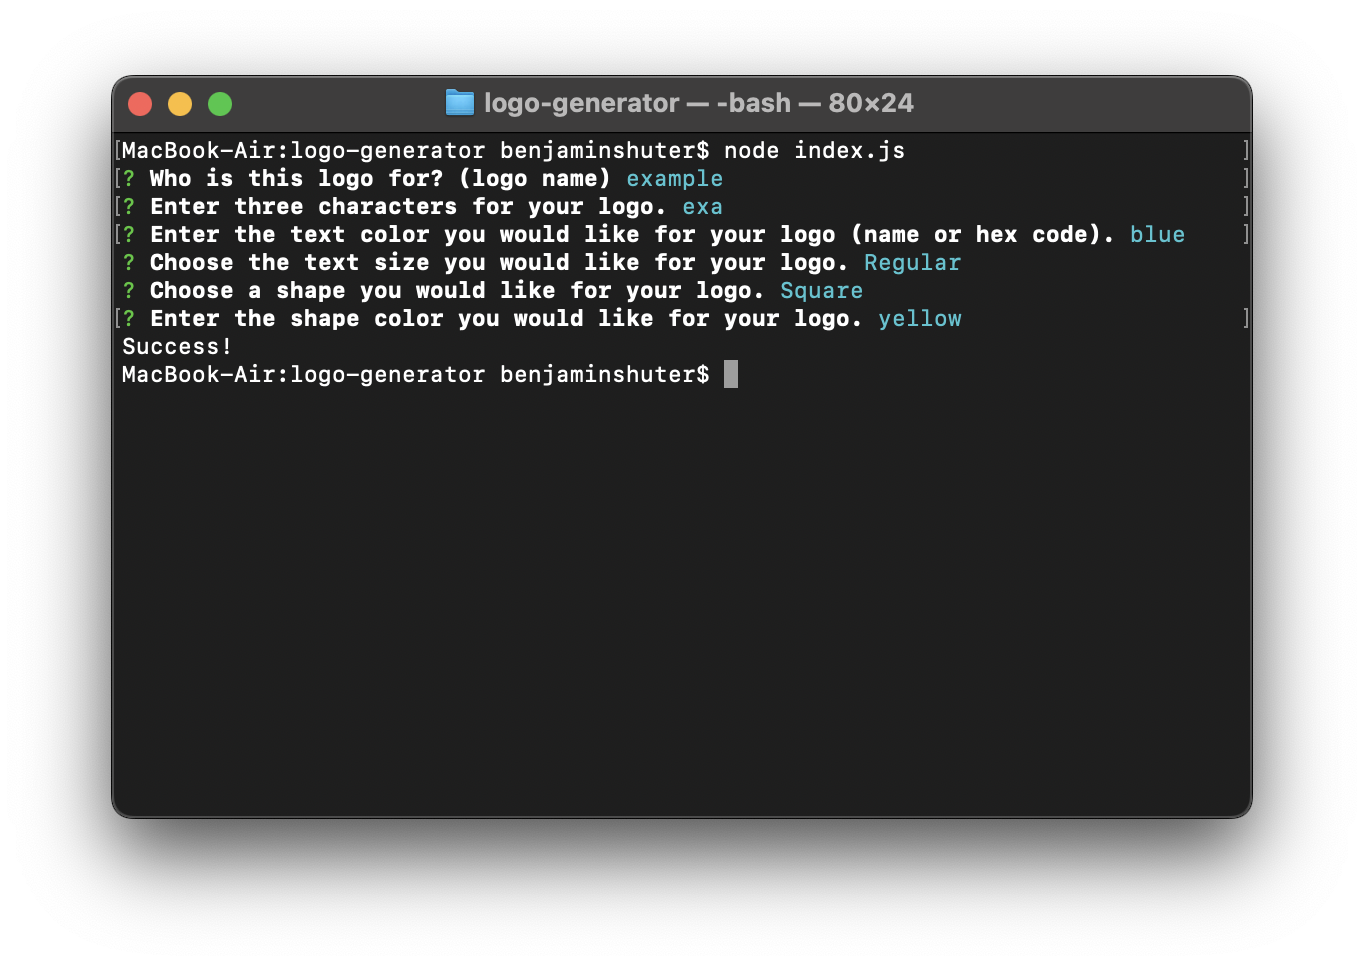 logo-generator — -bash — 80×24
[MacBook-Air:logo-generator benjaminshuter$ node index.js ]
[? Who is this logo for? (logo name) example ]
[? Enter three characters for your logo. exa ]
[? Enter the text color you would like for your logo (name or hex code). blue ]
? Choose the text size you would like for your logo. Regular
? Choose a shape you would like for your logo. Square
[? Enter the shape color you would like for your logo. yellow ]
Success!
MacBook-Air:logo-generator benjaminshuter$